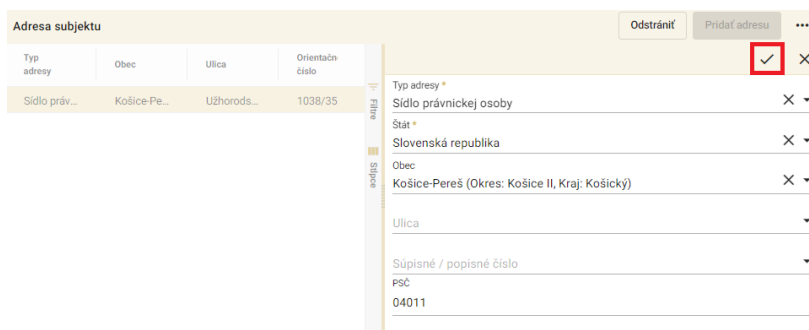 Adresa subjektu
Odstrániť
Pridať adresu
Typ adresy
Obec
Ulica
Orientačn číslo
Sídlo práv...
Košice-Pe...
Užhorods...
1038/35
Filtre
Stĺpce
Typ adresy *
Sídlo právnickej osoby
Štát *
Slovenská republika
Obec
Košice-Pereš (Okres: Košice II, Kraj: Košický)
Ulica
Súpisné / popisné číslo
PSČ
04011